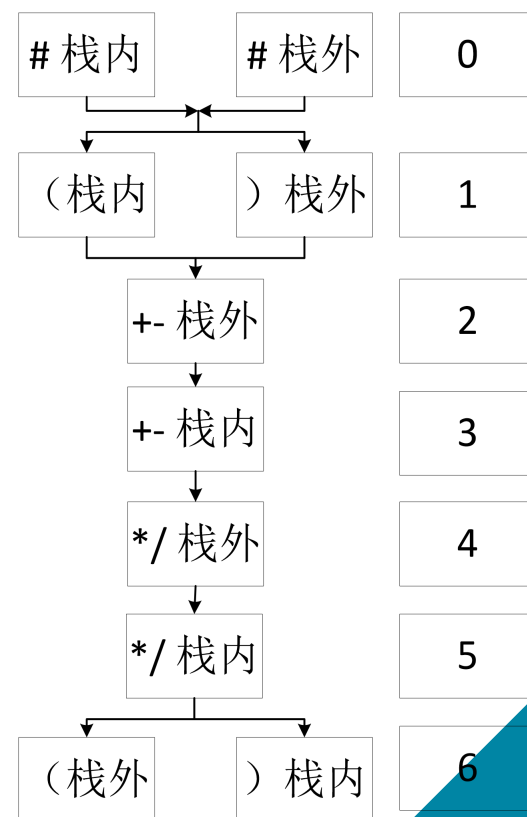 # 栈内 # 栈外 0
（栈内 ）栈外 1
+- 栈外 2
+- 栈内 3
*/ 栈外 4
*/ 栈内 5
（栈外 ）栈内 6